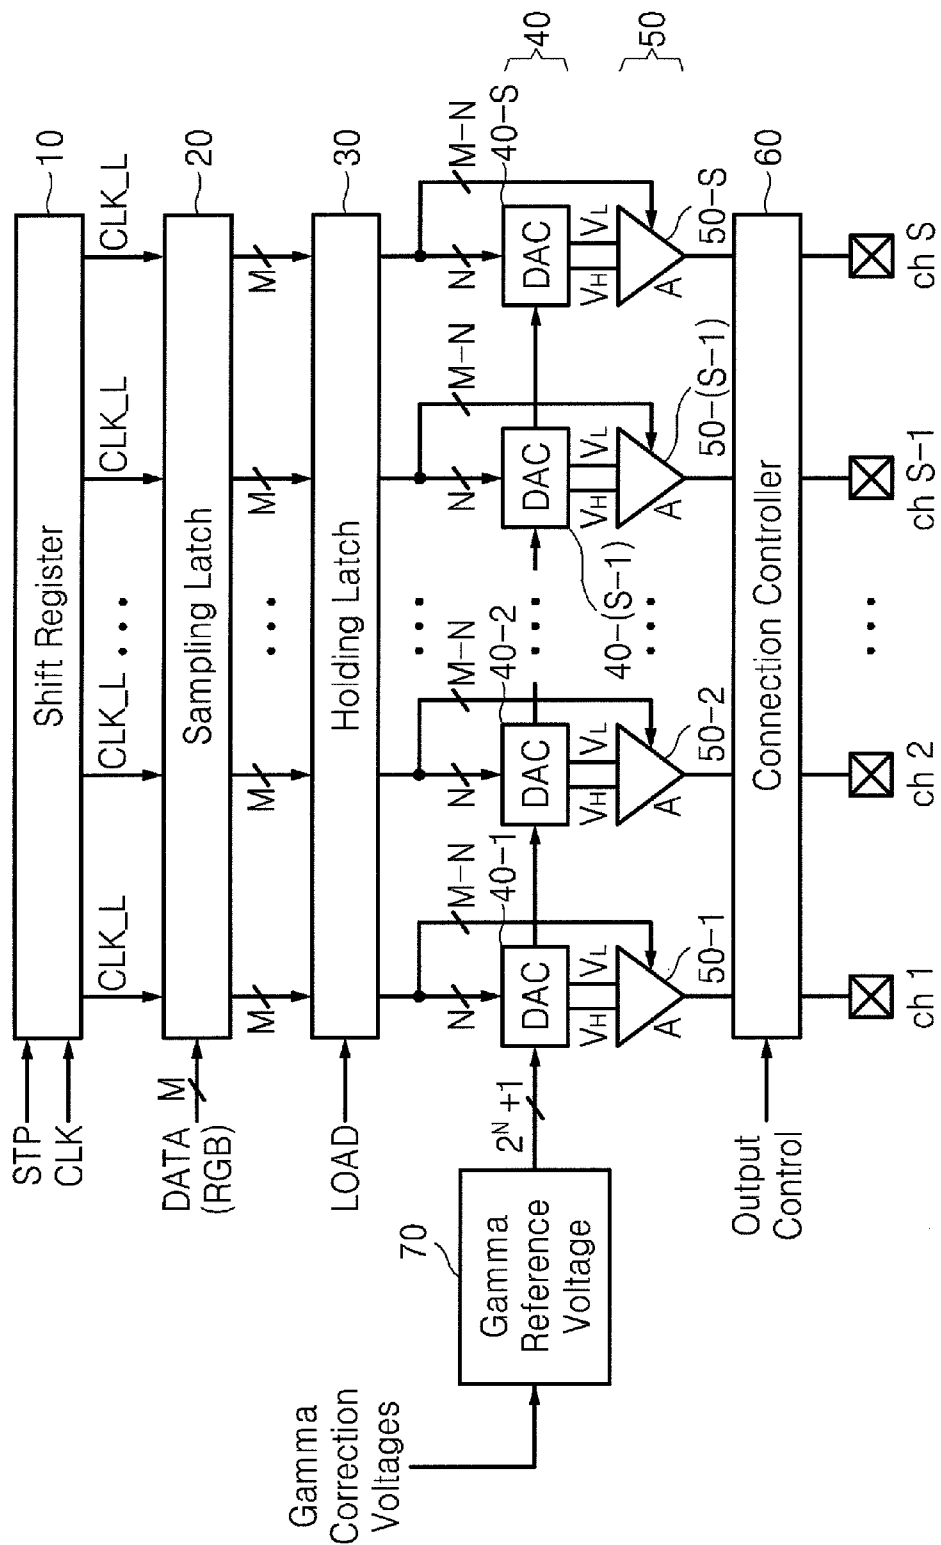 STP
CLK
Shift Register
10
CLK_L
CLK_L
CLK_L
CLK_L
DATA
(RGB)
M
Sampling Latch
20
M
M
M
M
LOAD
Holding Latch
30
N
M-N
N
M-N
N
M-N
N
M-N
Gamma
Correction
Voltages
70
Gamma
Reference
Voltage
2^N +1
DAC
40-1
DAC
40-2
DAC
40-(S-1)
DAC
40-S
40
VH
VL
VH
VL
VH
VL
VH
VL
A
50-1
A
50-2
A
50-(S-1)
A
50-S
50
Output
Control
Connection Controller
60
ch 1
ch 2
ch S-1
ch S